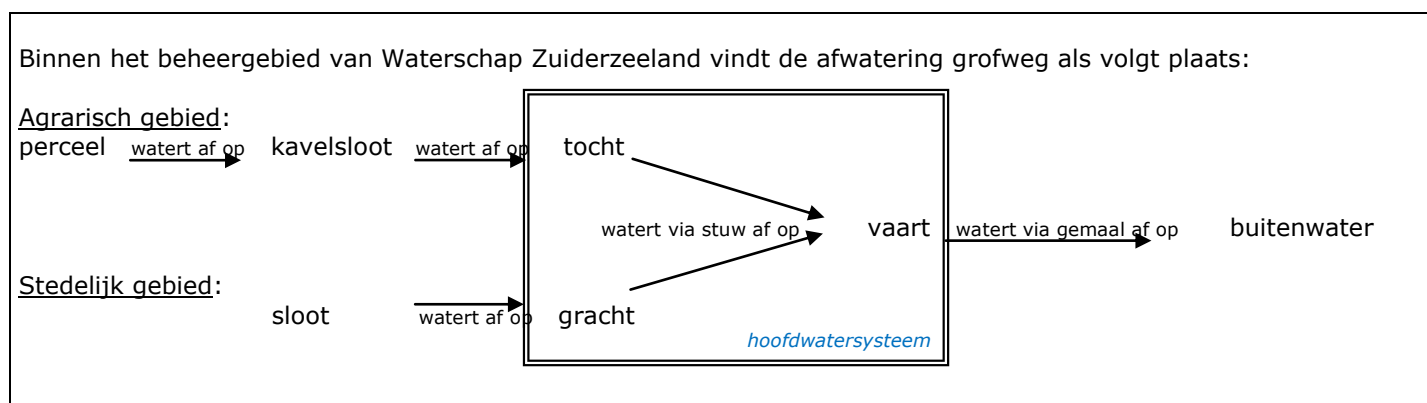 Binnen het beheergebied van Waterschap Zuiderzeeland vindt de afwatering grofweg als volgt plaats:
Agrarisch gebied:
perceel watert af op kavelsloot watert af op tocht
watert via stuw af op vaart watert via gemaal af op buitenwater
Stedelijk gebied:
sloot watert af op gracht
hoofdwatersysteem